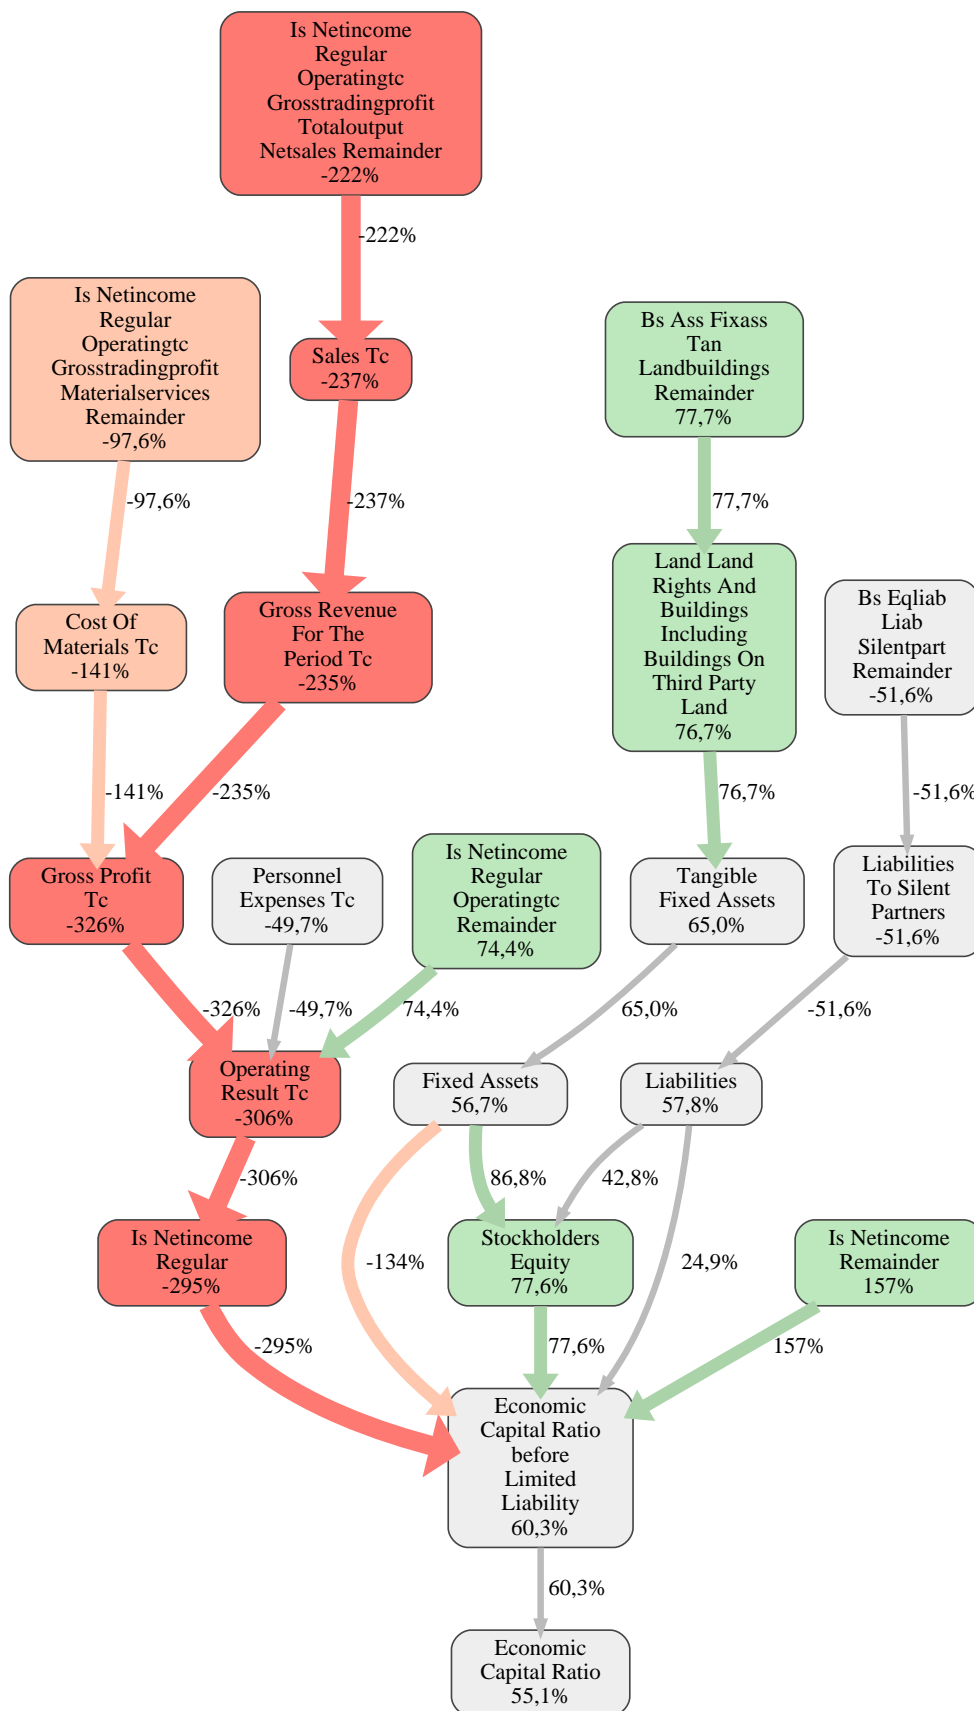 Is Netincome
Regular
Operatingtc
Grosstradingprofit
Totaloutput
Netsales Remainder
-222%
-222%
Is Netincome
Regular
Operatingtc
Grosstradingprofit
Materialservices
Remainder
-97,6%
Sales Tc
-237%
Bs Ass Fixass
Tan
Landbuildings
Remainder
77,7%
-97,6%
-237%
77,7%
Cost Of
Materials Tc
-141%
Gross Revenue
For The
Period Tc
-235%
Land Land
Rights And
Buildings
Including
Buildings On
Third Party
Land
76,7%
Bs Eqliab
Liab
Silentpart
Remainder
-51,6%
-141%
-235%
76,7%
-51,6%
Gross Profit
Tc
-326%
Personnel
Expenses Tc
-49,7%
Is Netincome
Regular
Operatingtc
Remainder
74,4%
Tangible
Fixed Assets
65,0%
Liabilities
To Silent
Partners
-51,6%
-326%
-49,7%
74,4%
65,0%
-51,6%
Operating
Result Tc
-306%
Fixed Assets
56,7%
Liabilities
57,8%
-306%
86,8%
42,8%
Is Netincome
Regular
-295%
-134%
Stockholders
Equity
77,6%
24,9%
Is Netincome
Remainder
157%
-295%
77,6%
157%
Economic
Capital Ratio
before
Limited
Liability
60,3%
60,3%
Economic
Capital Ratio
55,1%